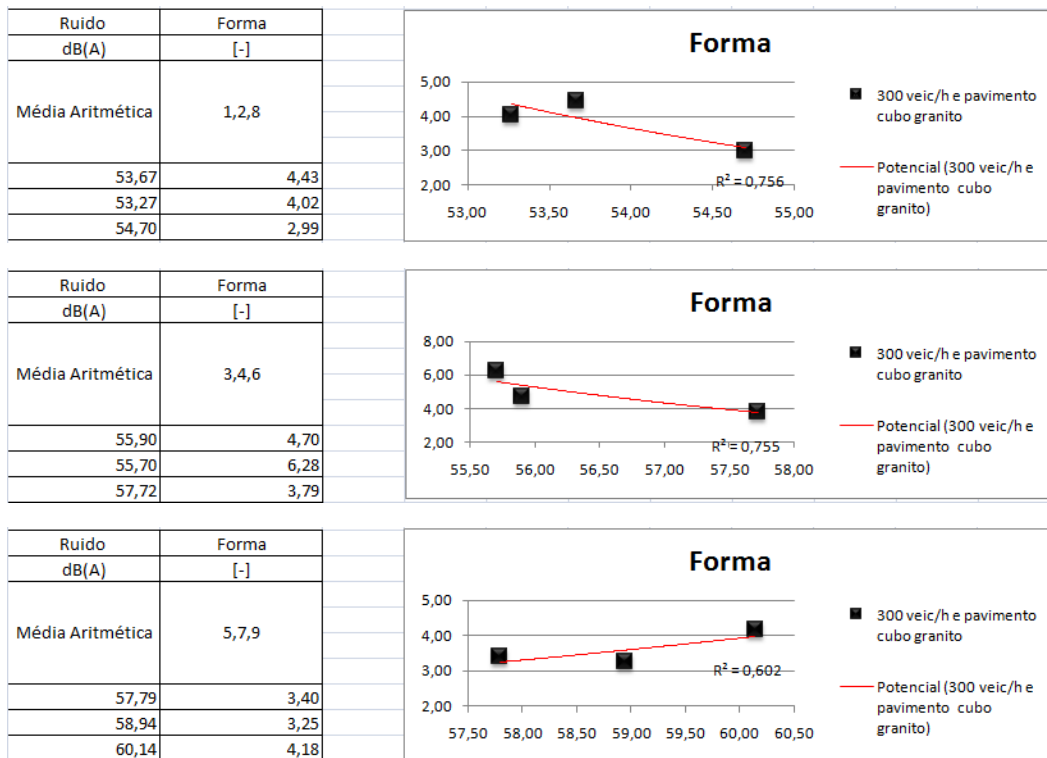 Ruido Forma
dB(A) [-]
Média Aritmética 1,2,8
53,67 4,43
53,27 4,02
54,70 2,99
Forma
5,00
4,00
3,00
2,00
53,00 53,50 54,00 54,50 55,00
R² = 0,756
300 veic/h e pavimento
cubo granito
Potencial (300 veic/h e
pavimento cubo
granito)
Ruido Forma
dB(A) [-]
Média Aritmética 3,4,6
55,90 4,70
55,70 6,28
57,72 3,79
Forma
8,00
6,00
4,00
2,00
55,50 56,00 56,50 57,00 57,50 58,00
R² = 0,755
300 veic/h e pavimento
cubo granito
Potencial (300 veic/h e
pavimento cubo
granito)
Ruido Forma
dB(A) [-]
Média Aritmética 5,7,9
57,79 3,40
58,94 3,25
60,14 4,18
Forma
5,00
4,00
3,00
2,00
57,50 58,00 58,50 59,00 59,50 60,00 60,50
R² = 0,602
300 veic/h e pavimento
cubo granito
Potencial (300 veic/h e
pavimento cubo
granito)